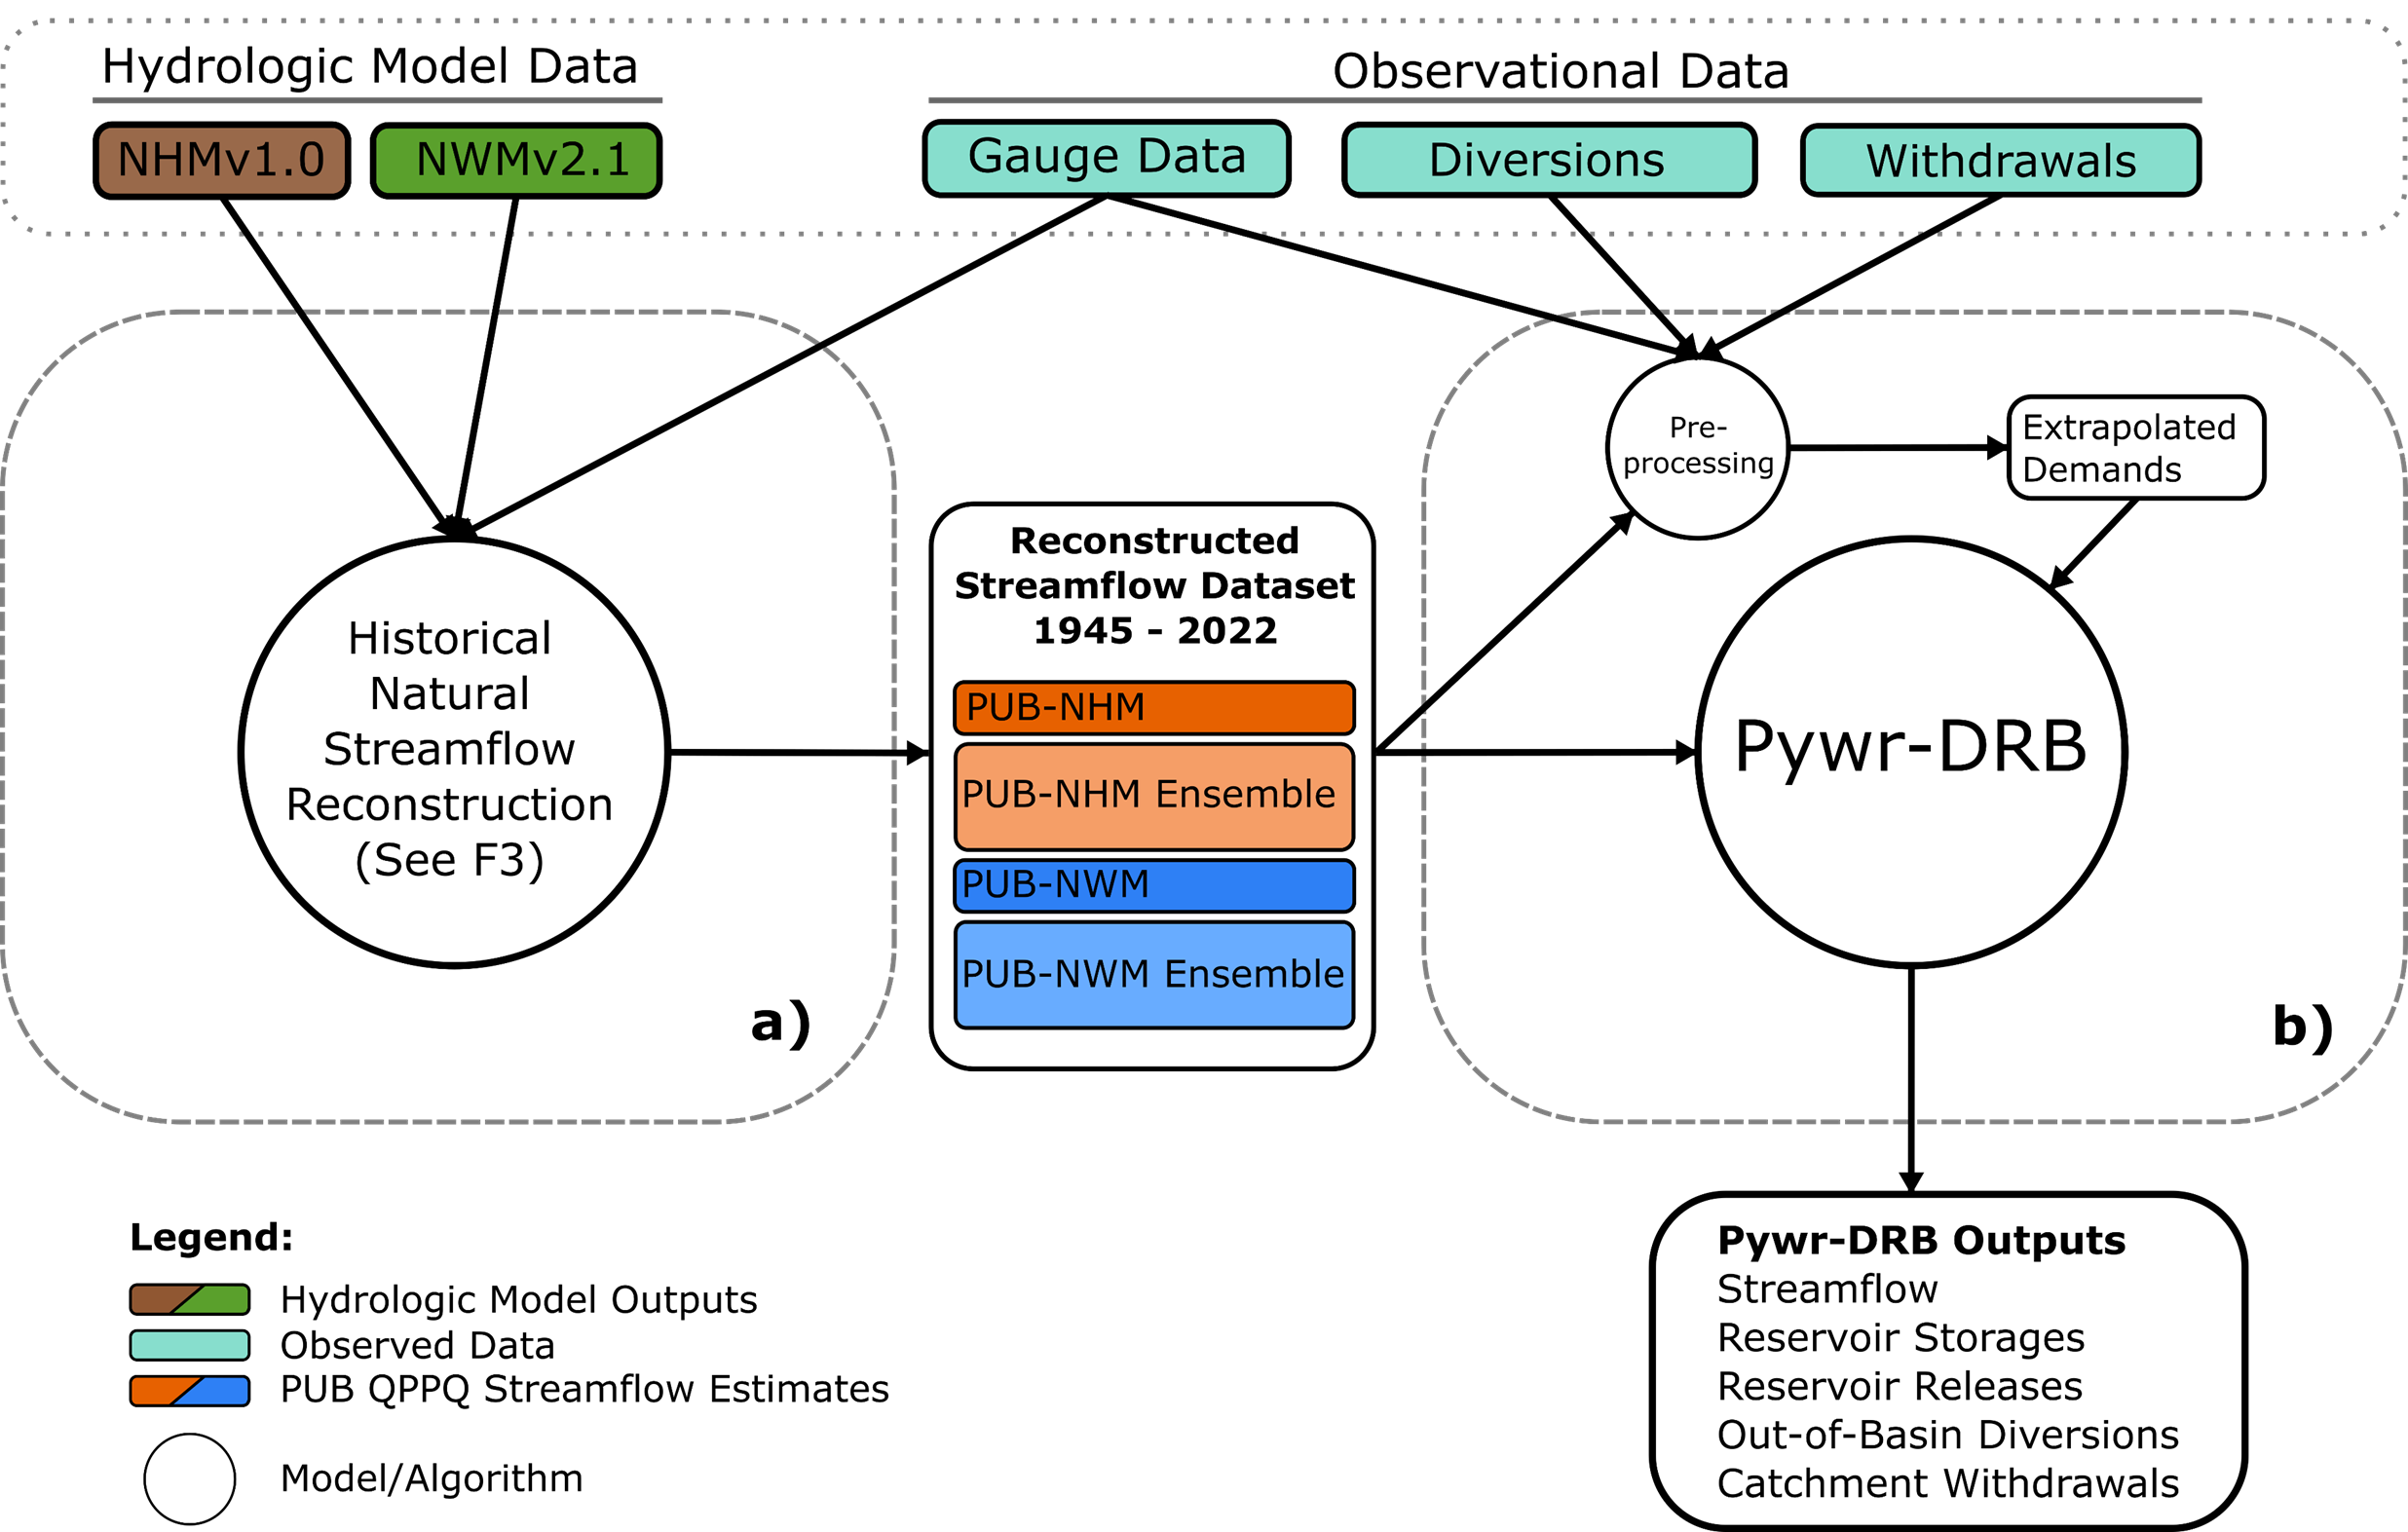 Hydrologic Model Data
Observational Data
NHMv1.0
NWMv2.1
Gauge Data
Diversions
Withdrawals
Pre-
processing
Extrapolated
Demands
Historical
Natural
Streamflow
Reconstruction
(See F3)
Reconstructed
Streamflow Dataset
1945 - 2022
PUB-NHM
PUB-NHM Ensemble
PUB-NWM
PUB-NWM Ensemble
Pywr-DRB
a)
b)
Legend:
Hydrologic Model Outputs
Observed Data
PUB QPPQ Streamflow Estimates
Model/Algorithm
Pywr-DRB Outputs
Streamflow
Reservoir Storages
Reservoir Releases
Out-of-Basin Diversions
Catchment Withdrawals